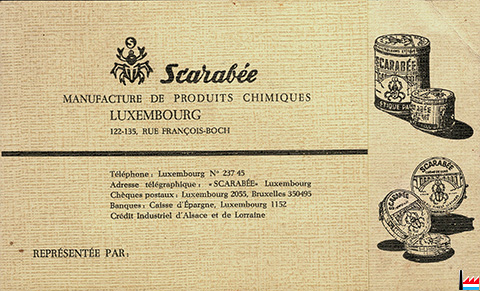 S
Scarabée
MANUFACTURE DE PRODUITS CHIMIQUES
LUXEMBOURG
122-135, RUE FRANÇOIS-BOCH
Téléphone: Luxembourg N° 237 45
Adresse télégraphique: «SCARABÉE» Luxembourg
Chèques postaux: Luxembourg 2055, Bruxelles 350495
Banques: Caisse d'Épargne, Luxembourg 1152
Crédit Industriel d'Alsace et de Lorraine
REPRÉSENTÉE PAR:
SCARABÉE
SCARABÉE